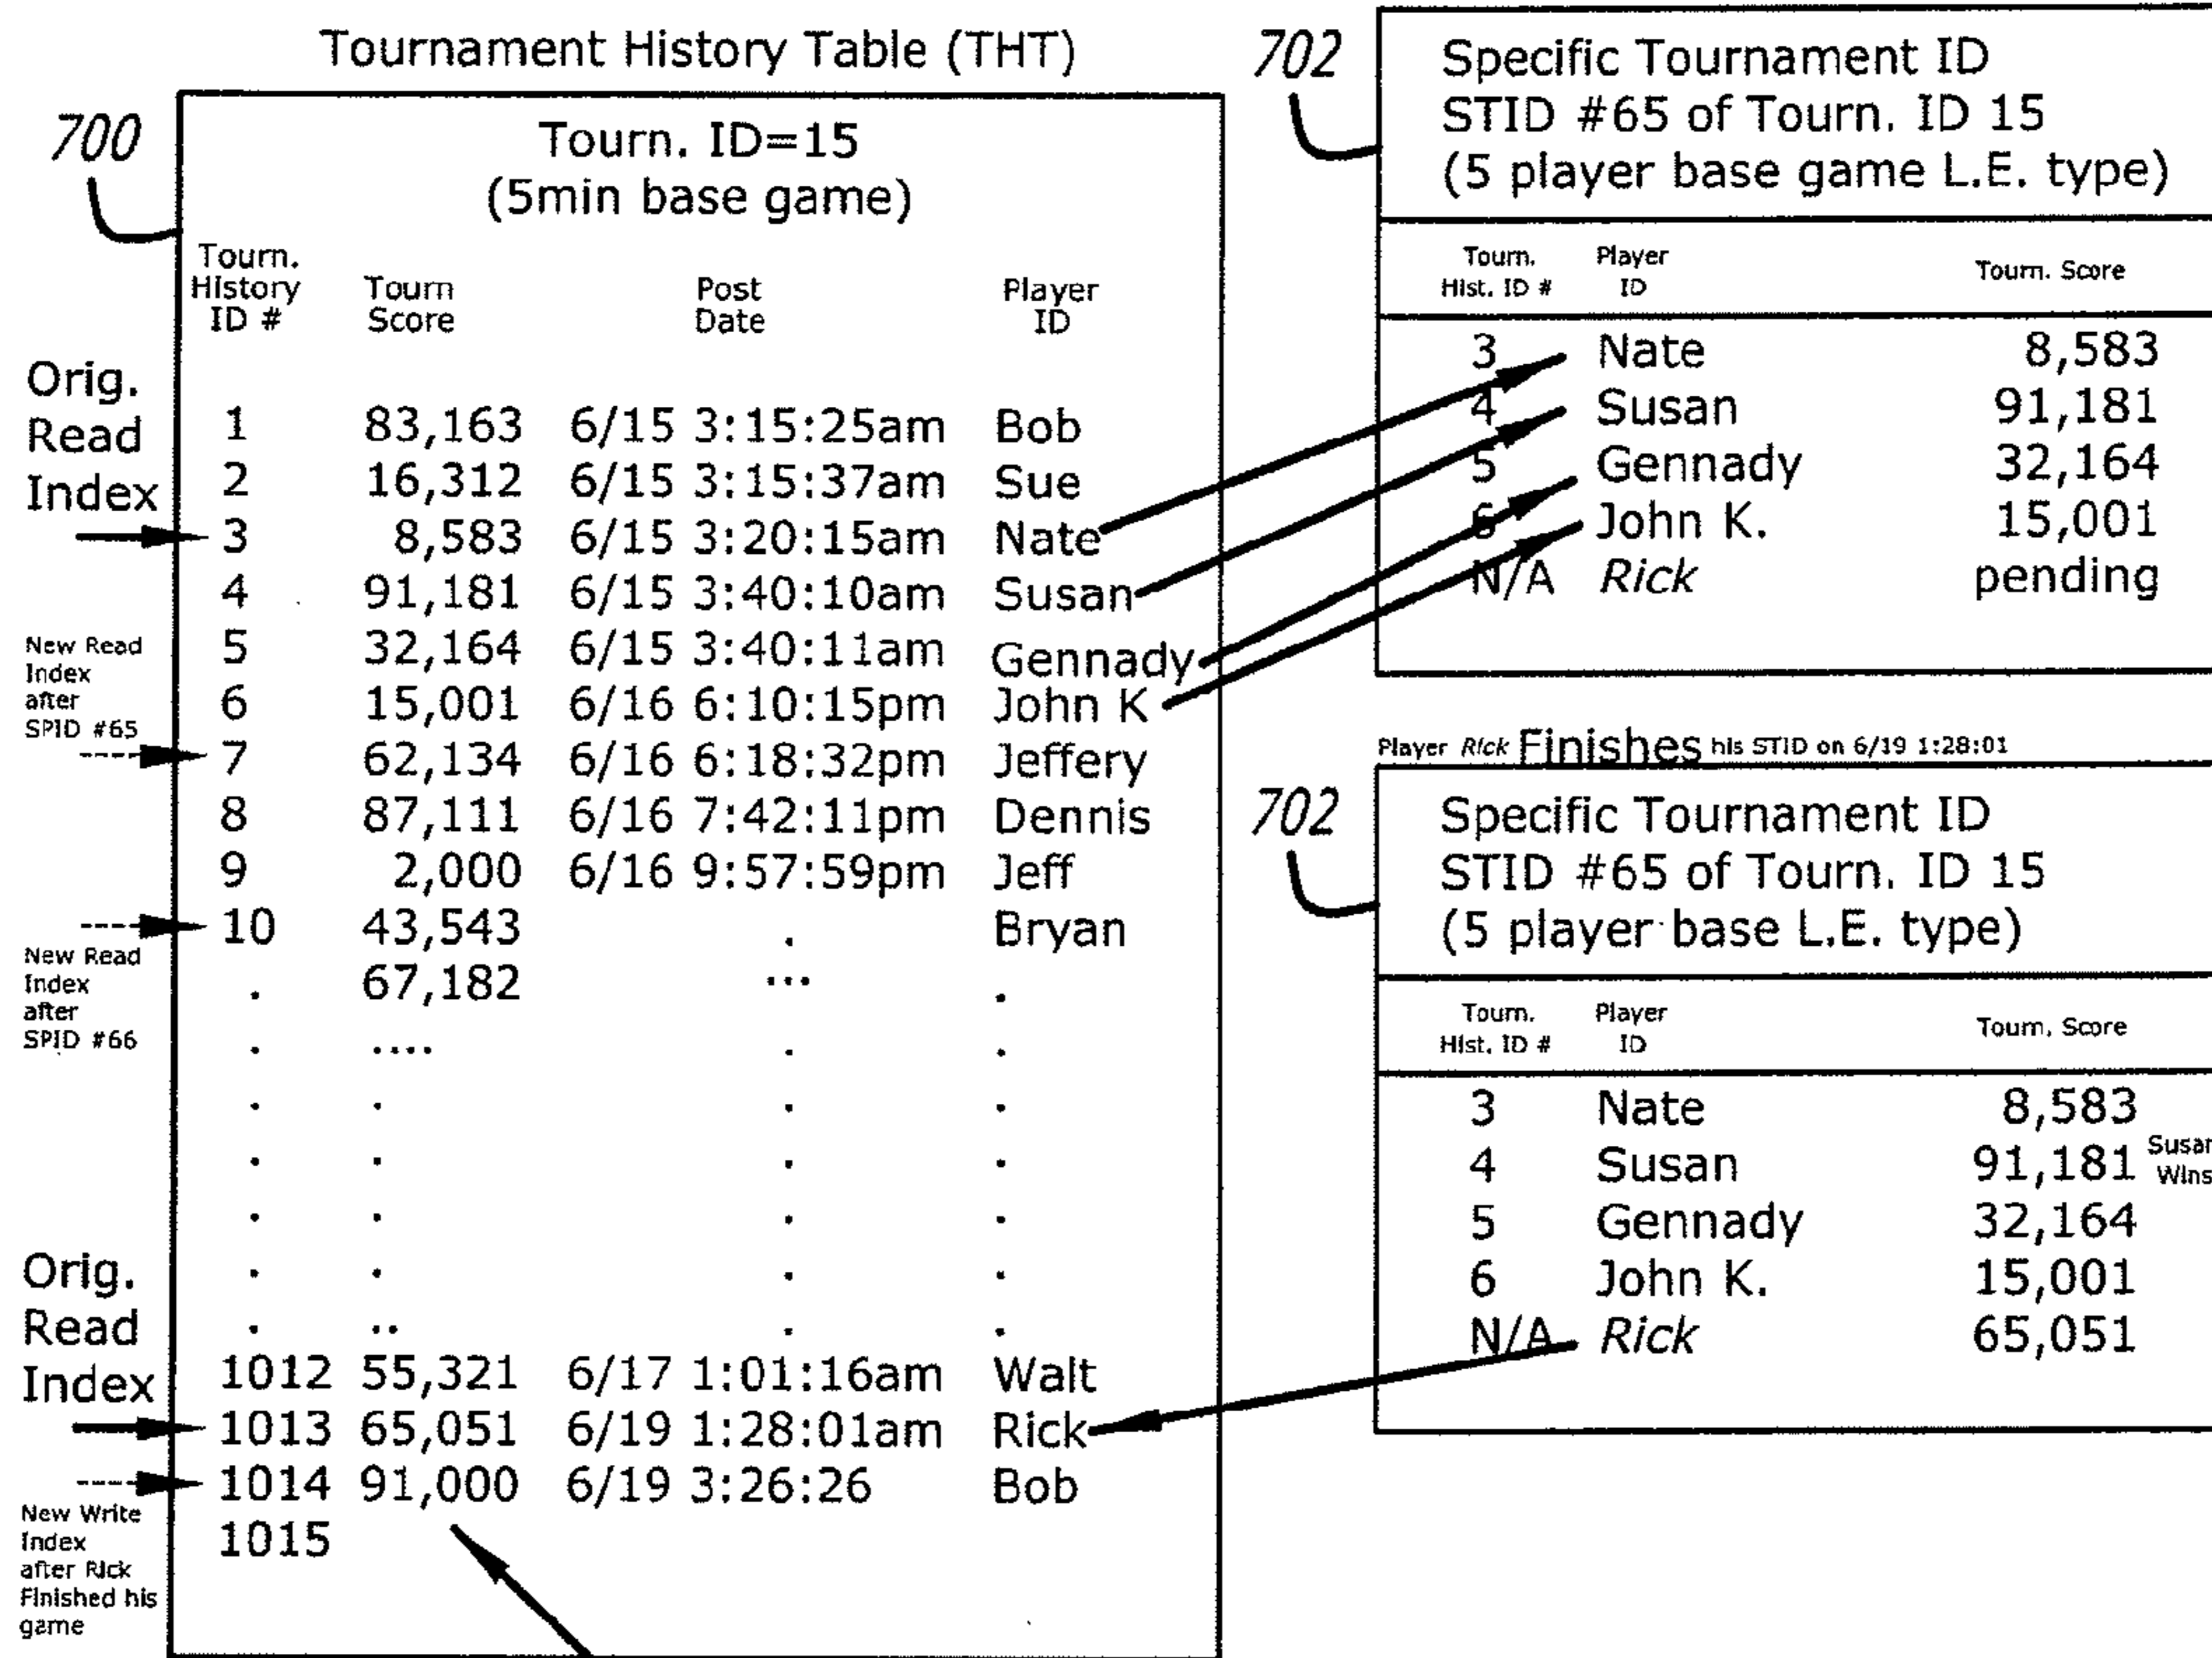 Tournament History Table (THT)
700
Tourn. ID=15
(5min base game)
Tourn. History ID # Tourn Score Post Date Player ID
Orig. Read Index
1 83,163 6/15 3:15:25am Bob
2 16,312 6/15 3:15:37am Sue
3 8,583 6/15 3:20:15am Nate
4 91,181 6/15 3:40:10am Susan
5 32,164 6/15 3:40:11am Gennady
New Read Index after SPID #65
6 15,001 6/16 6:10:15pm John K
7 62,134 6/16 6:18:32pm Jeffery
8 87,111 6/16 7:42:11pm Dennis
9 2,000 6/16 9:57:59pm Jeff
10 43,543 . Bryan
New Read Index after SPID #66
. 67,182 ... .
. .... . .
. . . .
. . . .
. . . .
. . . .
. .. . .
Orig. Read Index
1012 55,321 6/17 1:01:16am Walt
1013 65,051 6/19 1:28:01am Rick
1014 91,000 6/19 3:26:26 Bob
New Write Index after Rick Finished his game
1015
702
Specific Tournament ID
STID #65 of Tourn. ID 15
(5 player base game L.E. type)
Tourn. Hist. ID # Player ID Tourn. Score
3 Nate 8,583
4 Susan 91,181
5 Gennady 32,164
6 John K. 15,001
N/A Rick pending
Player Rick Finishes his STID on 6/19 1:28:01
702
Specific Tournament ID
STID #65 of Tourn. ID 15
(5 player base L.E. type)
Tourn. Hist. ID # Player ID Tourn. Score
3 Nate 8,583
4 Susan 91,181 Susan Wins
5 Gennady 32,164
6 John K. 15,001
N/A Rick 65,051